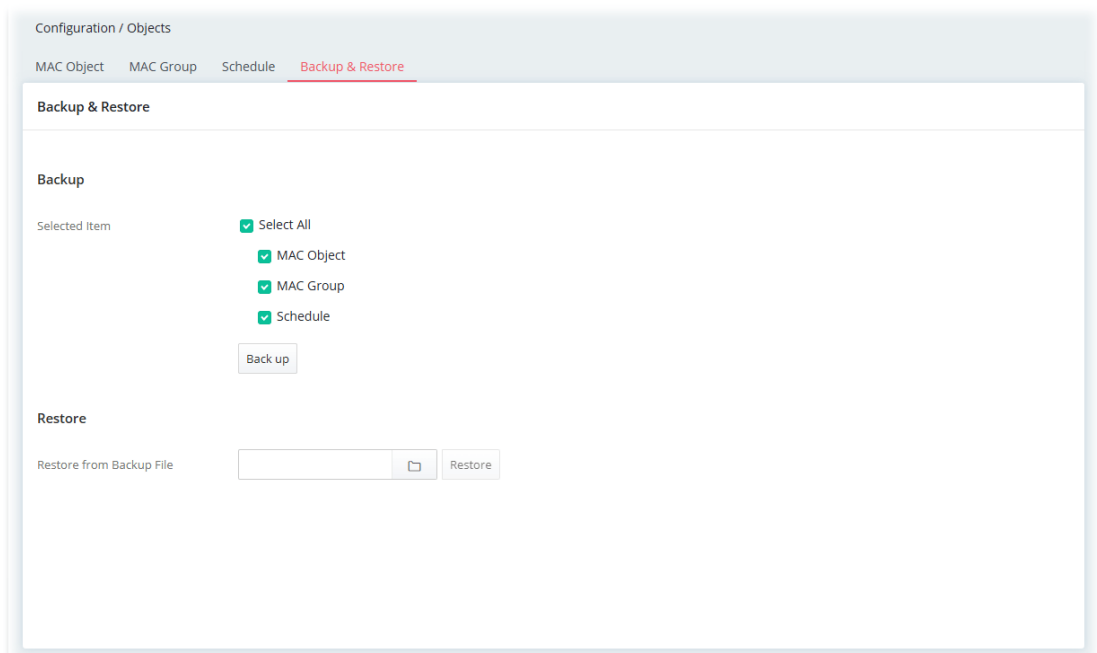 Configuration / Objects
MAC Object MAC Group Schedule Backup & Restore
Backup & Restore
Backup
Selected Item Select All
MAC Object
MAC Group
Schedule
Back up
Restore
Restore from Backup File Restore